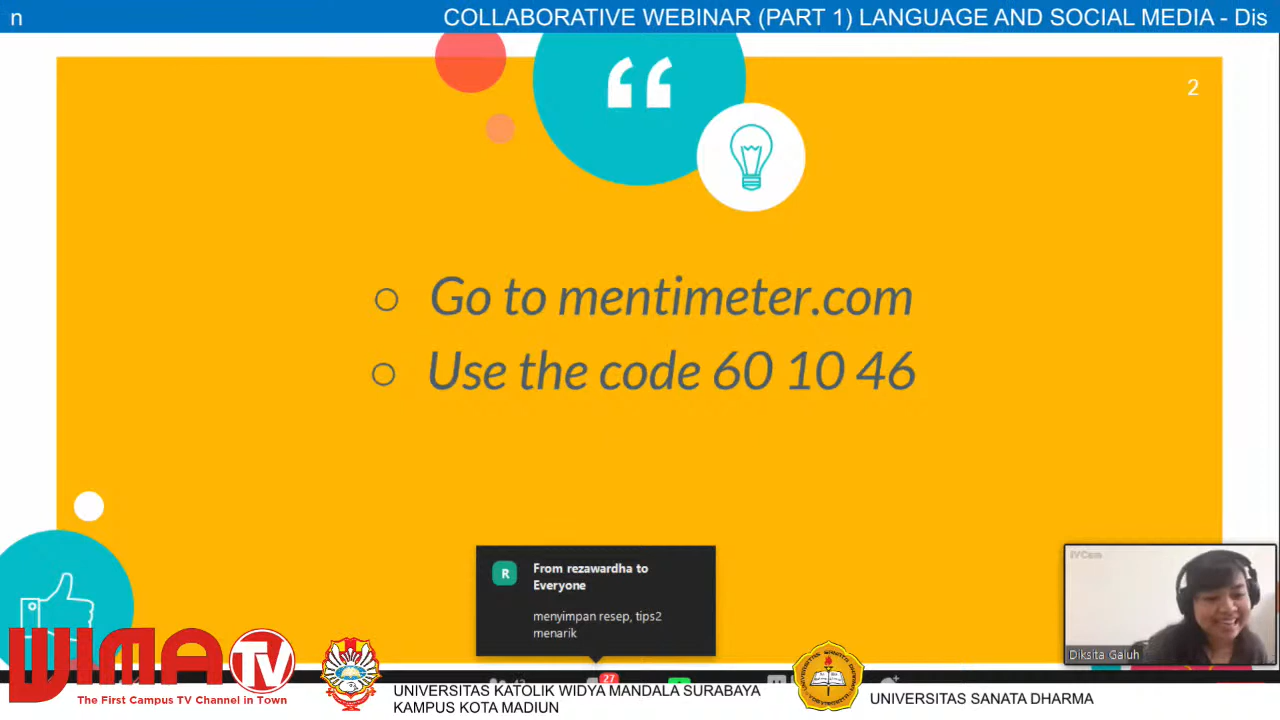 n
COLLABORATIVE WEBINAR (PART 1) LANGUAGE AND SOCIAL MEDIA - Dis
“
2
○ Go to mentimeter.com
○ Use the code 60 10 46
R
From rezawardha to
Everyone
menyimpan resep, tips2
menarik
iVCam
Diksita Galuh
27
WIMA TV
The First Campus TV Channel in Town
UNIVERSITAS KATOLIK WIDYA MANDALA SURABAYA
KAMPUS KOTA MADIUN
UNIVERSITAS SANATA DHARMA